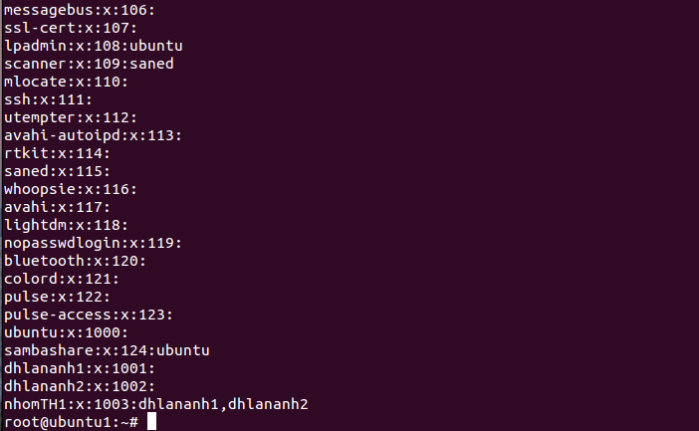 messagebus:x:106:
ssl-cert:x:107:
lpadmin:x:108:ubuntu
scanner:x:109:saned
mlocate:x:110:
ssh:x:111:
utempter:x:112:
avahi-autoipd:x:113:
rtkit:x:114:
saned:x:115:
whoopsie:x:116:
avahi:x:117:
lightdm:x:118:
nopasswdlogin:x:119:
bluetooth:x:120:
colord:x:121:
pulse:x:122:
pulse-access:x:123:
ubuntu:x:1000:
sambashare:x:124:ubuntu
dhlananh1:x:1001:
dhlananh2:x:1002:
nhomTH1:x:1003:dhlananh1,dhlananh2
root@ubuntu1:~#